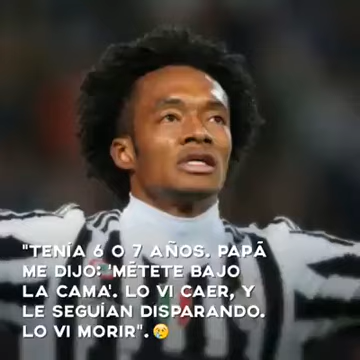 "TENÍA 6 O 7 AÑOS. PAPÃ
ME DIJO: 'MÉTETE BAJO
LA CAMA'. LO VI CAER, Y
LE SEGUÍAN DISPARANDO.
LO VI MORIR".😢